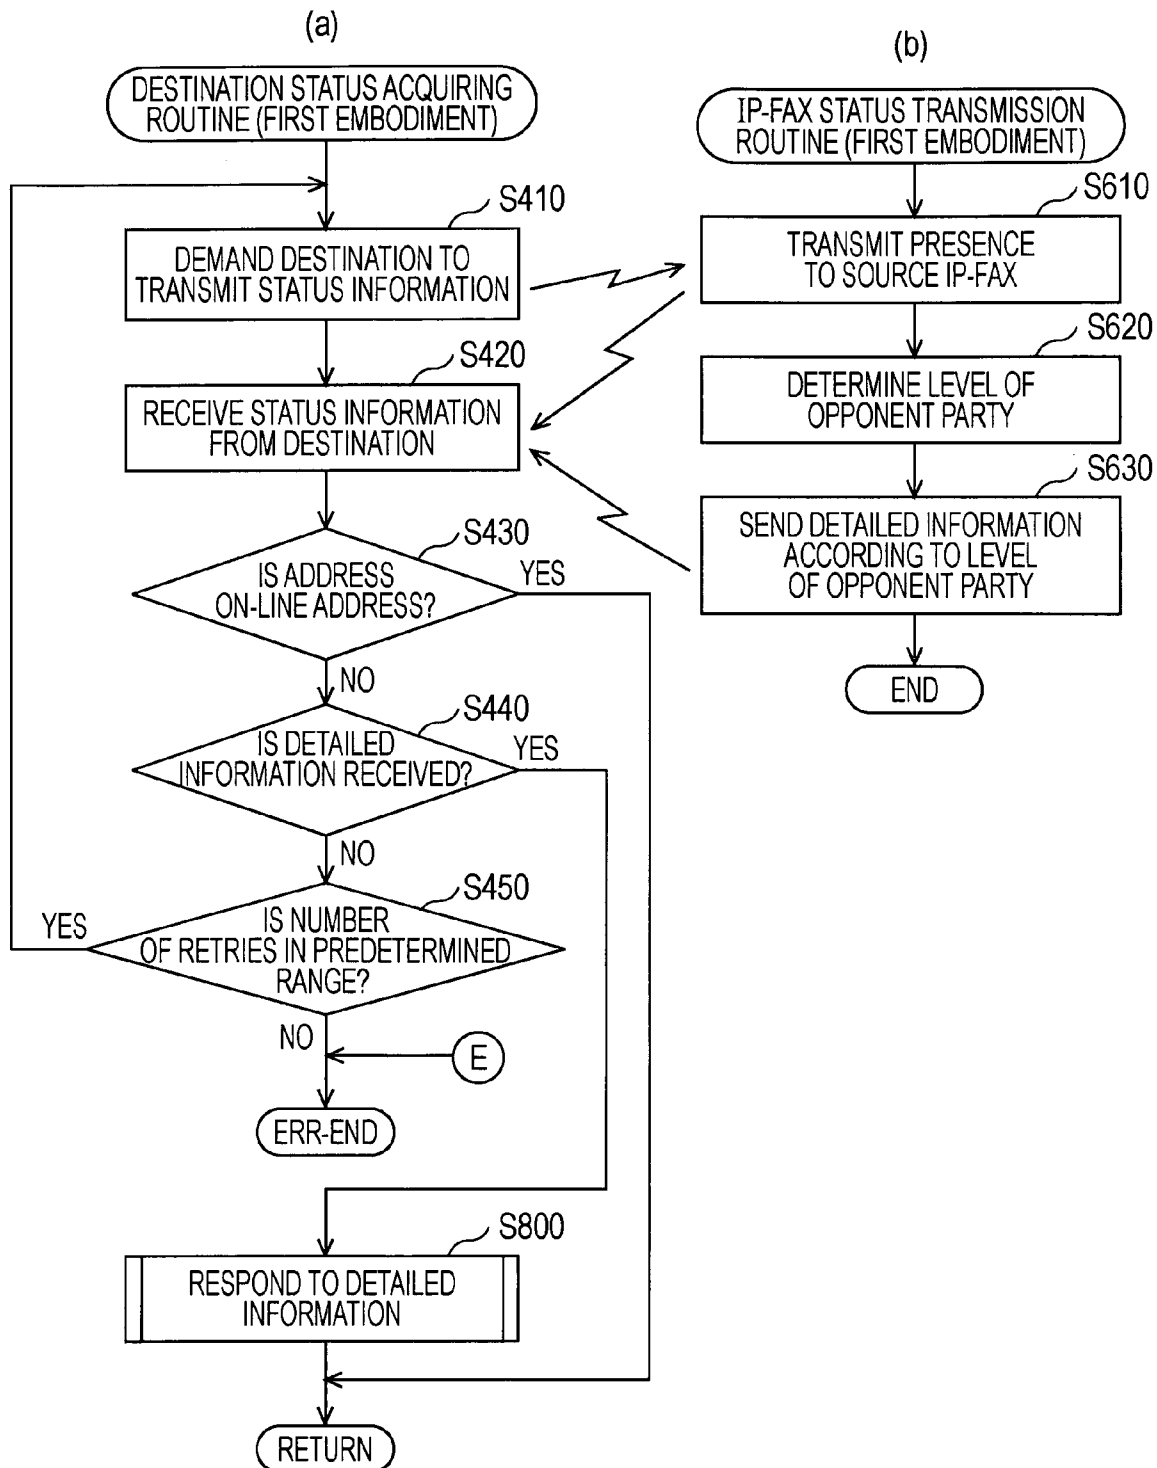 (a)
DESTINATION STATUS ACQUIRING
ROUTINE (FIRST EMBODIMENT)
S410
DEMAND DESTINATION TO
TRANSMIT STATUS INFORMATION
S420
RECEIVE STATUS INFORMATION
FROM DESTINATION
S430
IS ADDRESS
ON-LINE ADDRESS?
YES
NO
S440
IS DETAILED
INFORMATION RECEIVED?
YES
NO
S450
IS NUMBER
OF RETRIES IN PREDETERMINED
RANGE?
YES
NO
E
ERR-END
S800
RESPOND TO DETAILED
INFORMATION
RETURN
(b)
IP-FAX STATUS TRANSMISSION
ROUTINE (FIRST EMBODIMENT)
S610
TRANSMIT PRESENCE
TO SOURCE IP-FAX
S620
DETERMINE LEVEL OF
OPPONENT PARTY
S630
SEND DETAILED INFORMATION
ACCORDING TO LEVEL
OF OPPONENT PARTY
END